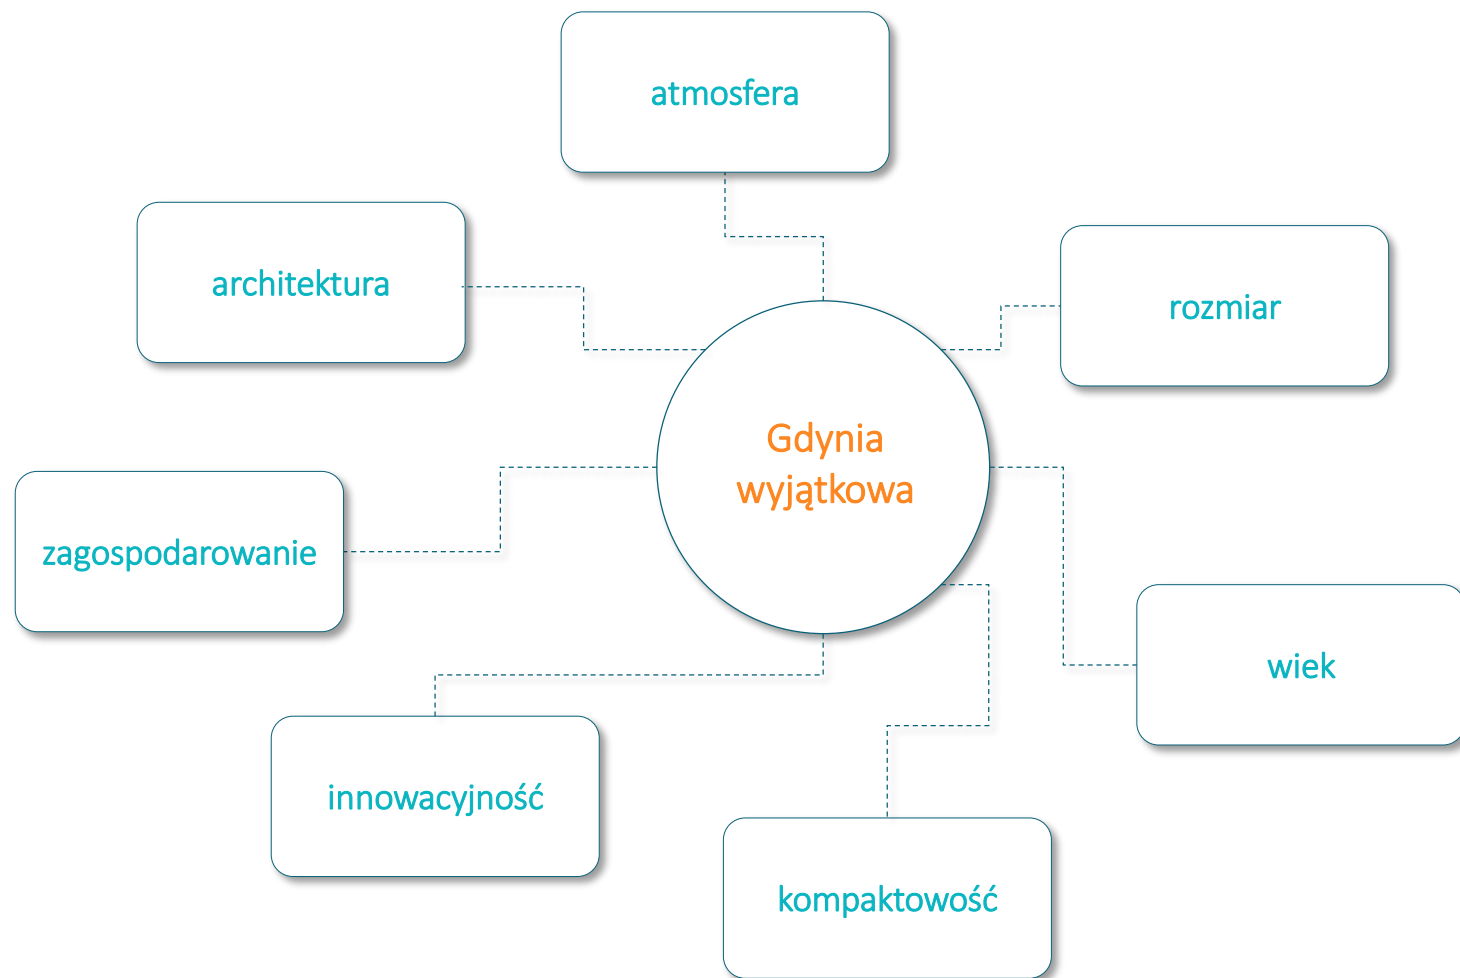 atmosfera
architektura
rozmiar
Gdynia
wyjątkowa
zagospodarowanie
wiek
innowacyjność
kompaktowość